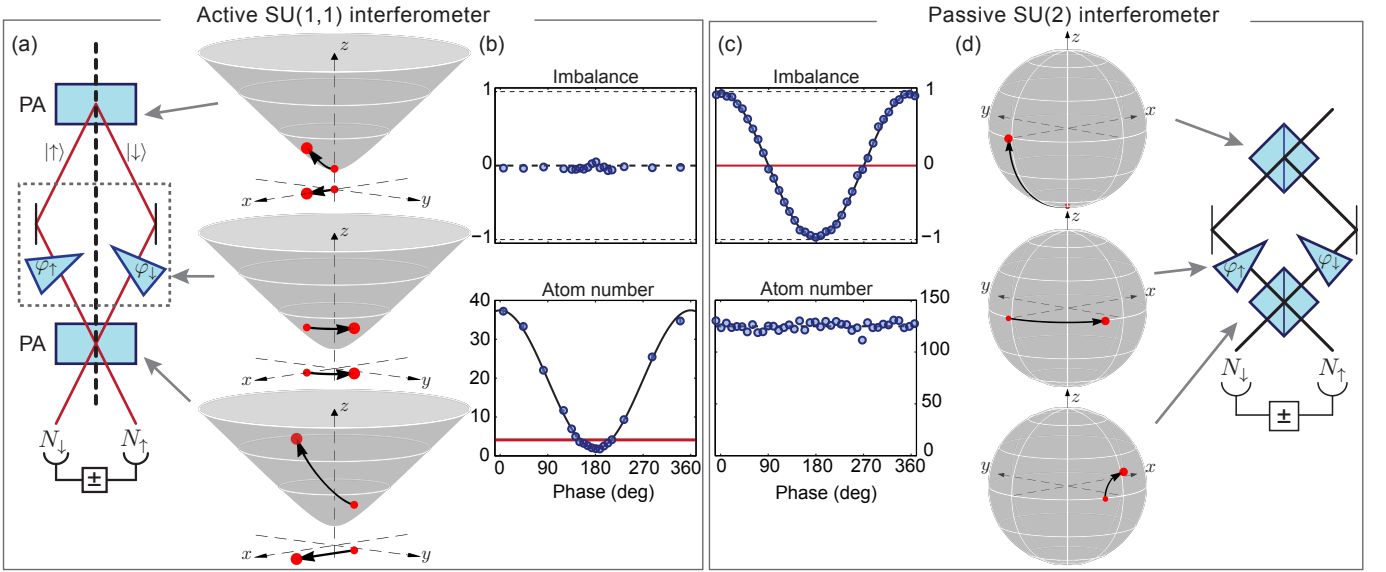 Active SU(1,1) interferometer
Passive SU(2) interferometer
(a)
PA
|↑⟩
|↓⟩
φ↑
φ↓
PA
N↓
N↑
±
z
x
y
z
x
y
z
x
y
(b)
Imbalance
1
0
−1
Atom number
40
30
20
10
0
0
90
180
270
360
Phase (deg)
(c)
Imbalance
1
0
−1
Atom number
150
100
50
0
0
90
180
270
360
Phase (deg)
(d)
z
y
x
z
y
x
z
y
x
φ↑
φ↓
N↓
N↑
±